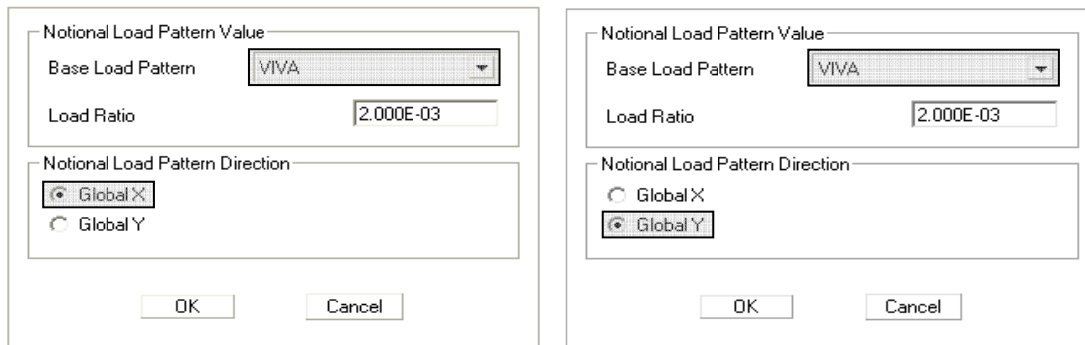 Notional Load Pattern Value
Base Load Pattern VIVA
Load Ratio 2.000E-03
Notional Load Pattern Direction
Global X
Global Y
OK Cancel
Notional Load Pattern Value
Base Load Pattern VIVA
Load Ratio 2.000E-03
Notional Load Pattern Direction
Global X
Global Y
OK Cancel